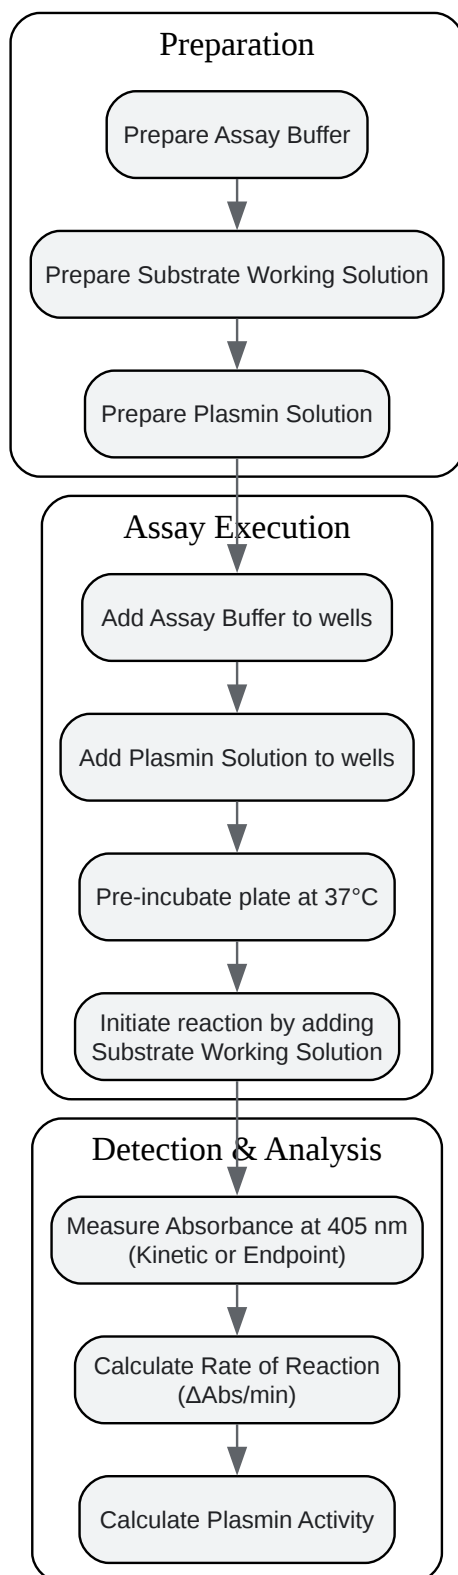 Preparation
Prepare Assay Buffer
Prepare Substrate Working Solution
Prepare Plasmin Solution
Assay Execution
Add Assay Buffer to wells
Add Plasmin Solution to wells
Pre-incubate plate at 37°C
Initiate reaction by adding
Substrate Working Solution
Detection & Analysis
Measure Absorbance at 405 nm
(Kinetic or Endpoint)
Calculate Rate of Reaction
(ΔAbs/min)
Calculate Plasmin Activity